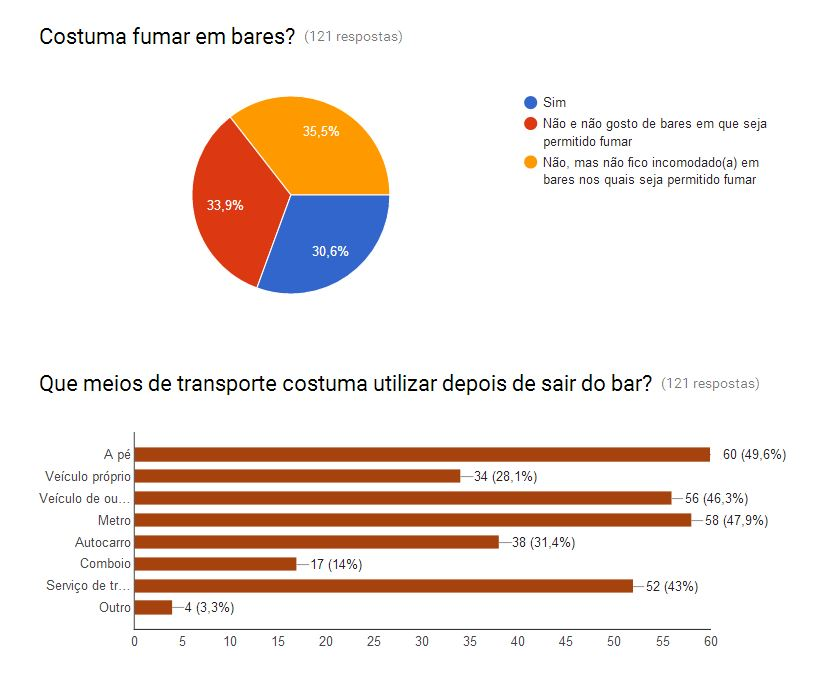 Costuma fumar em bares? (121 respostas)
Sim
Não e não gosto de bares em que seja
permitido fumar
Não, mas não fico incomodado(a) em
bares nos quais seja permitido fumar
35,5%
33,9%
30,6%
Que meios de transporte costuma utilizar depois de sair do bar? (121 respostas)
A pé 60 (49,6%)
Veículo próprio 34 (28,1%)
Veículo de ou... 56 (46,3%)
Metro 58 (47,9%)
Autocarro 38 (31,4%)
Comboio 17 (14%)
Serviço de tr... 52 (43%)
Outro 4 (3,3%)
0 5 10 15 20 25 30 35 40 45 50 55 60